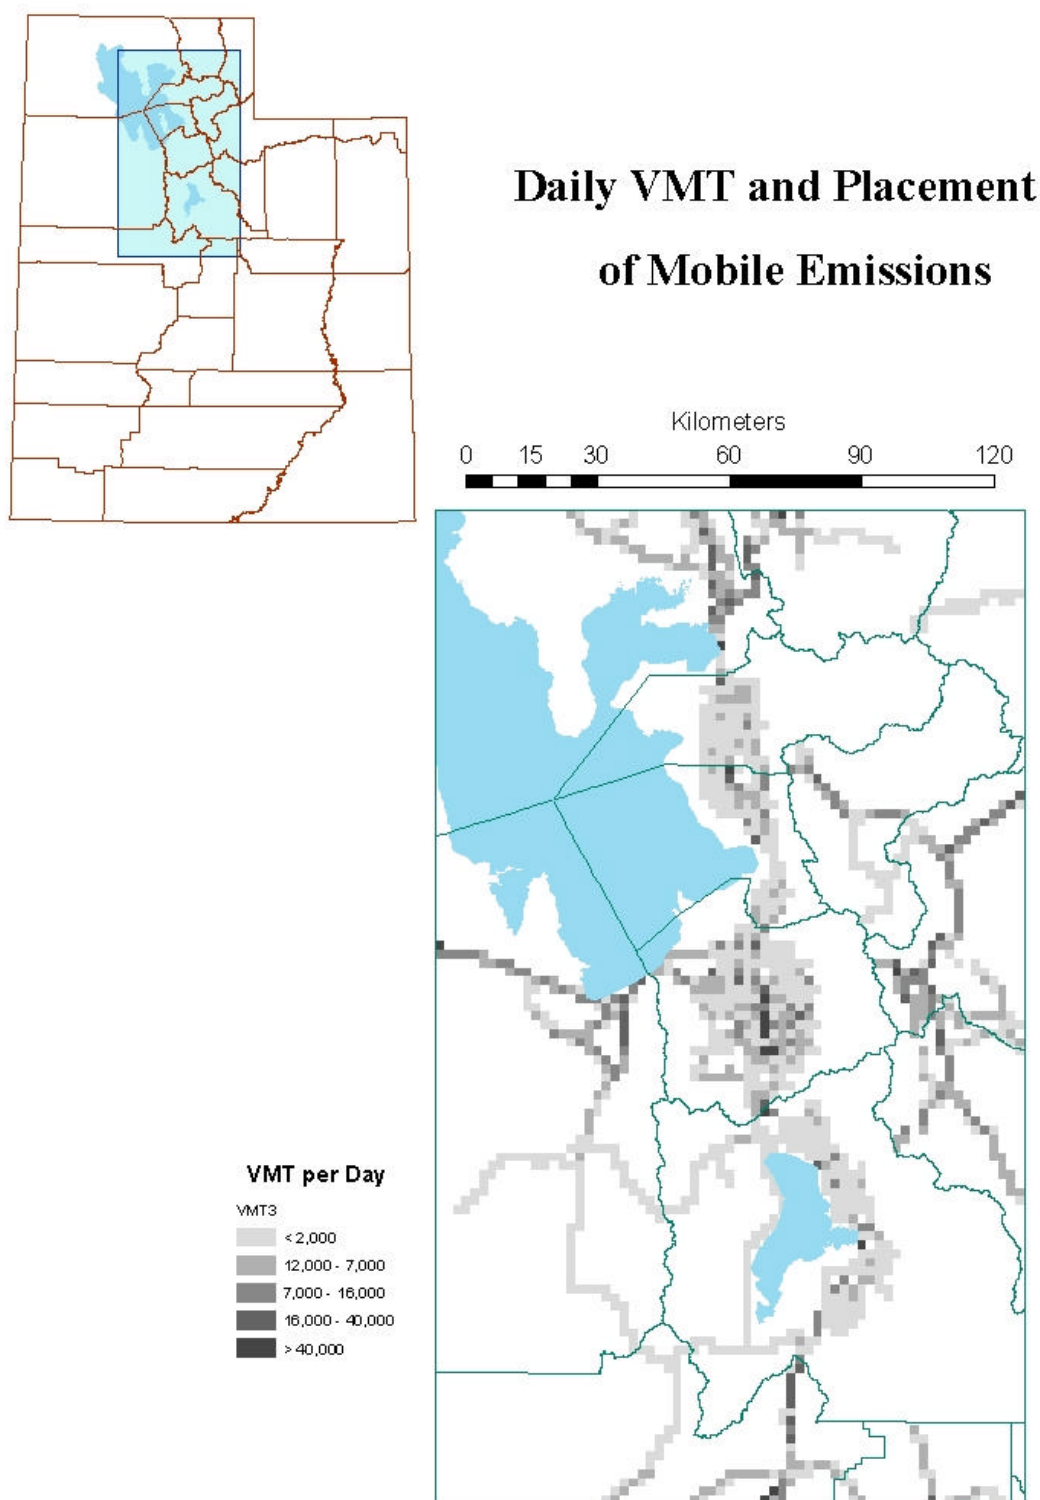 Daily VMT and Placement
of Mobile Emissions
Kilometers
0 15 30 60 90 120
VMT per Day
VMT3
< 2,000
12,000 - 7,000
7,000 - 16,000
16,000 - 40,000
> 40,000